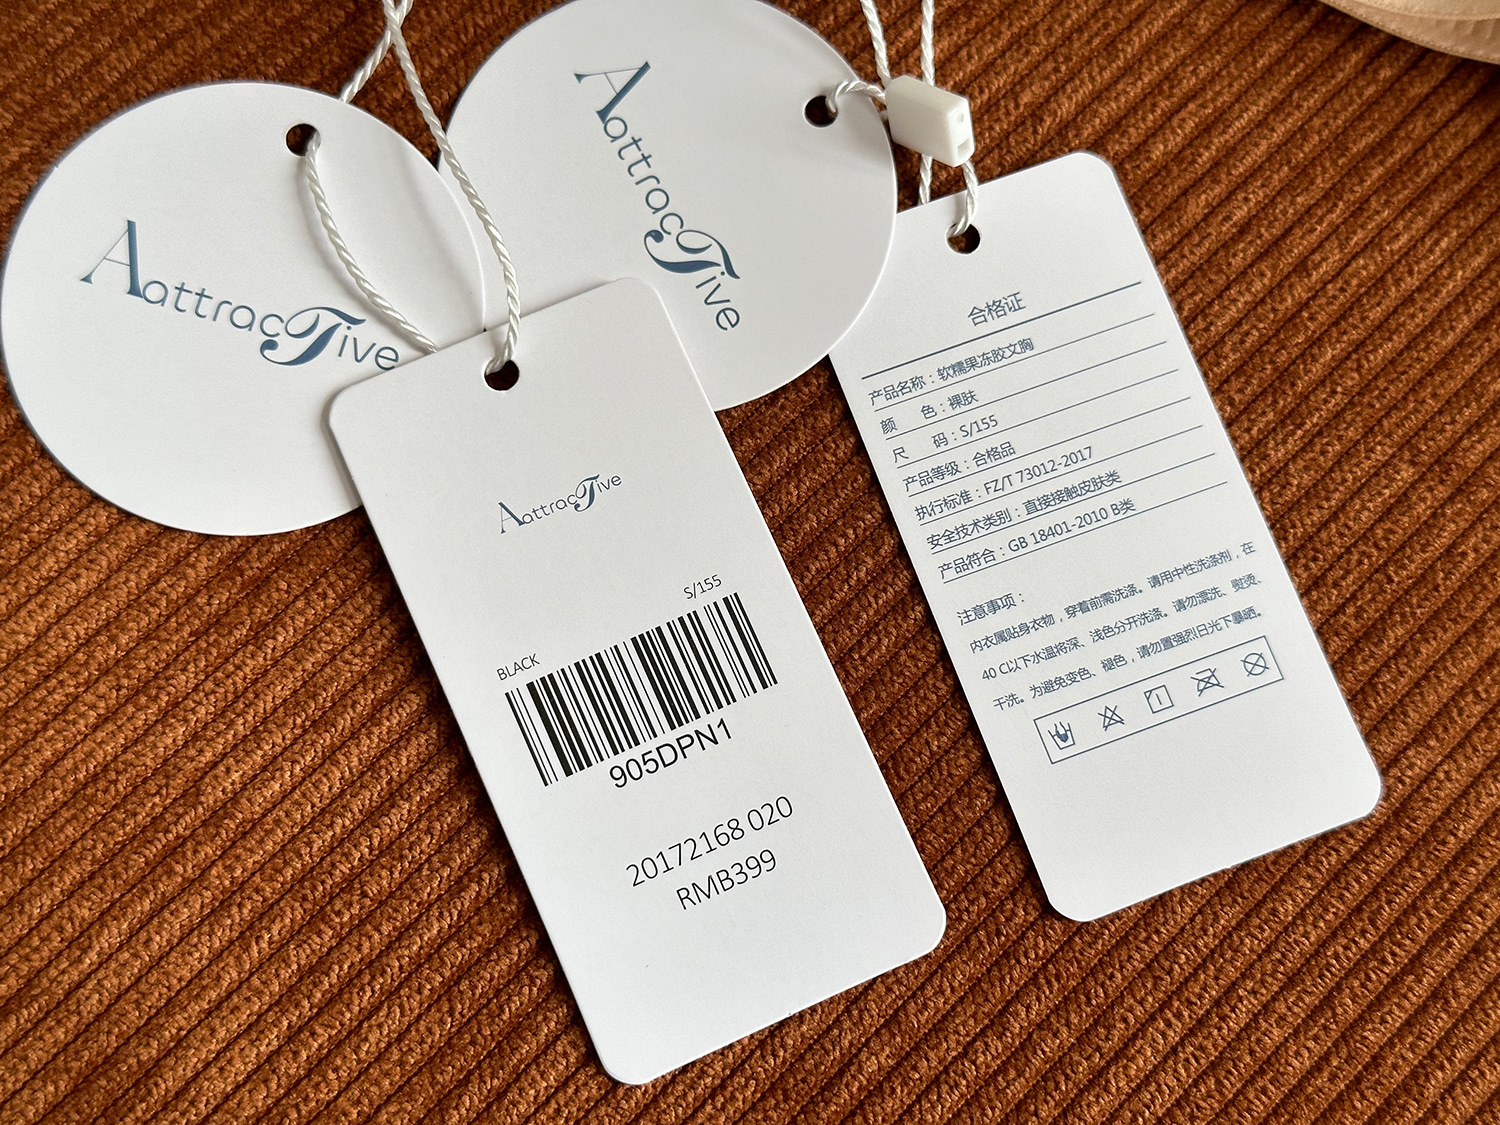 AattracTive
AattracTive
AattracTive
S/155
BLACK
905DPN1
20172168 020
RMB399
合格证
产品名称：软糯果冻胶文胸
颜 色：裸肤
尺 码：S/155
产品等级：合格品
执行标准：FZ/T 73012-2017
安全技术类别：直接接触皮肤类
产品符合：GB 18401-2010 B类
注意事项：
内衣属贴身衣物，穿着前需洗涤。请用中性洗涤剂，在
40 C以下水温将深、浅色分开洗涤。请勿漂洗、熨烫、
干洗。为避免变色、褪色，请勿置强烈日光下暴晒。